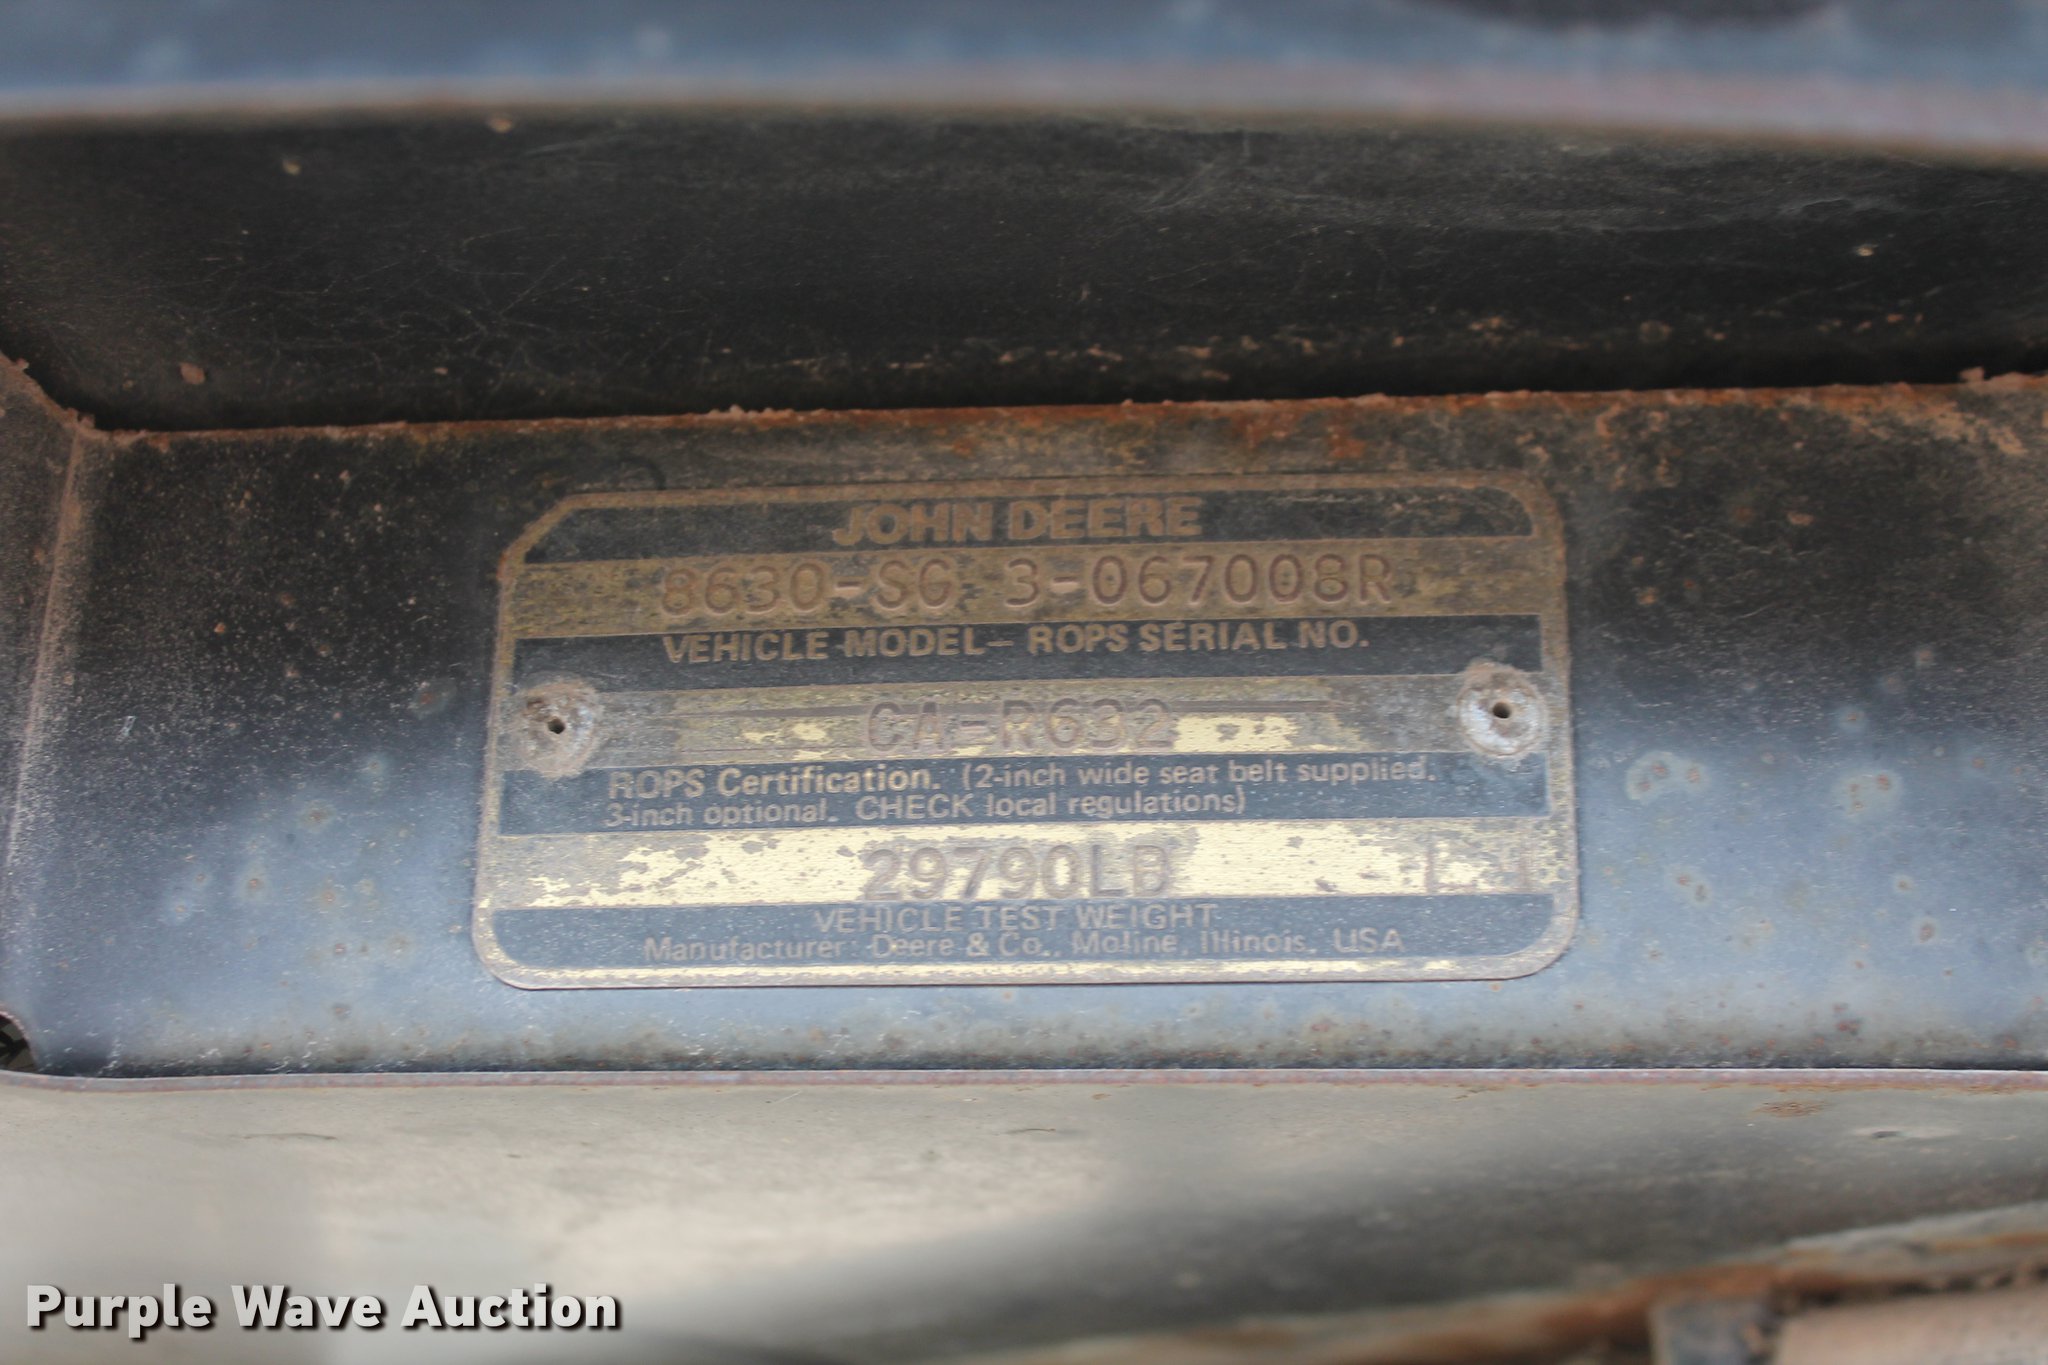 JOHN DEERE
8630-SG 3-067008R
VEHICLE MODEL- ROPS SERIAL NO.
CA-R632
ROPS Certification. (2-inch wide seat belt supplied.
3-inch optional. CHECK local regulations)
29790LB
VEHICLE TEST WEIGHT
Manufacturer: Deere & Co., Moline, Illinois. USA
Purple Wave Auction